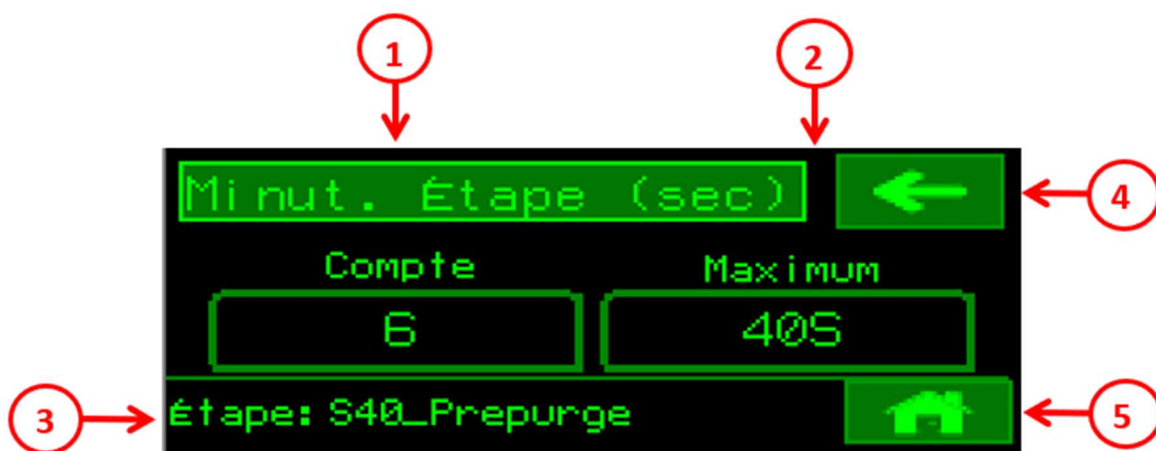 1
2
Minut. Étape (sec)
4
Compte Maximum
6 40S
3
Étape: S40_Prepurge
5